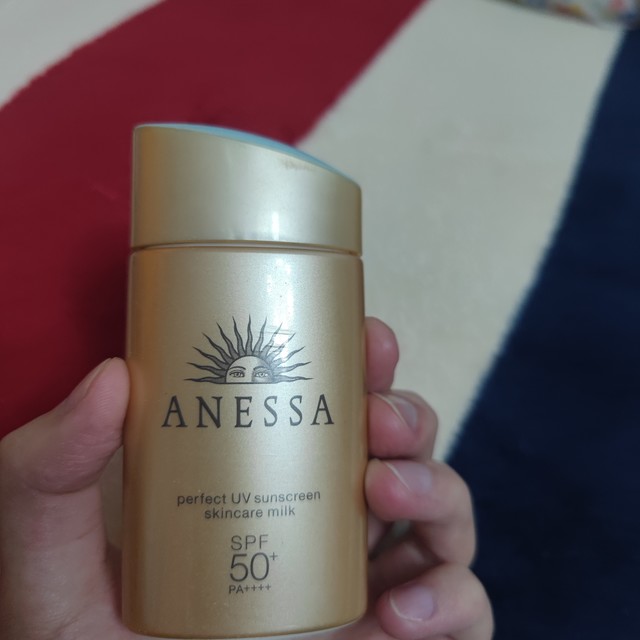 ANESSA
perfect UV sunscreen
skincare milk
SPF
50+
PA++++